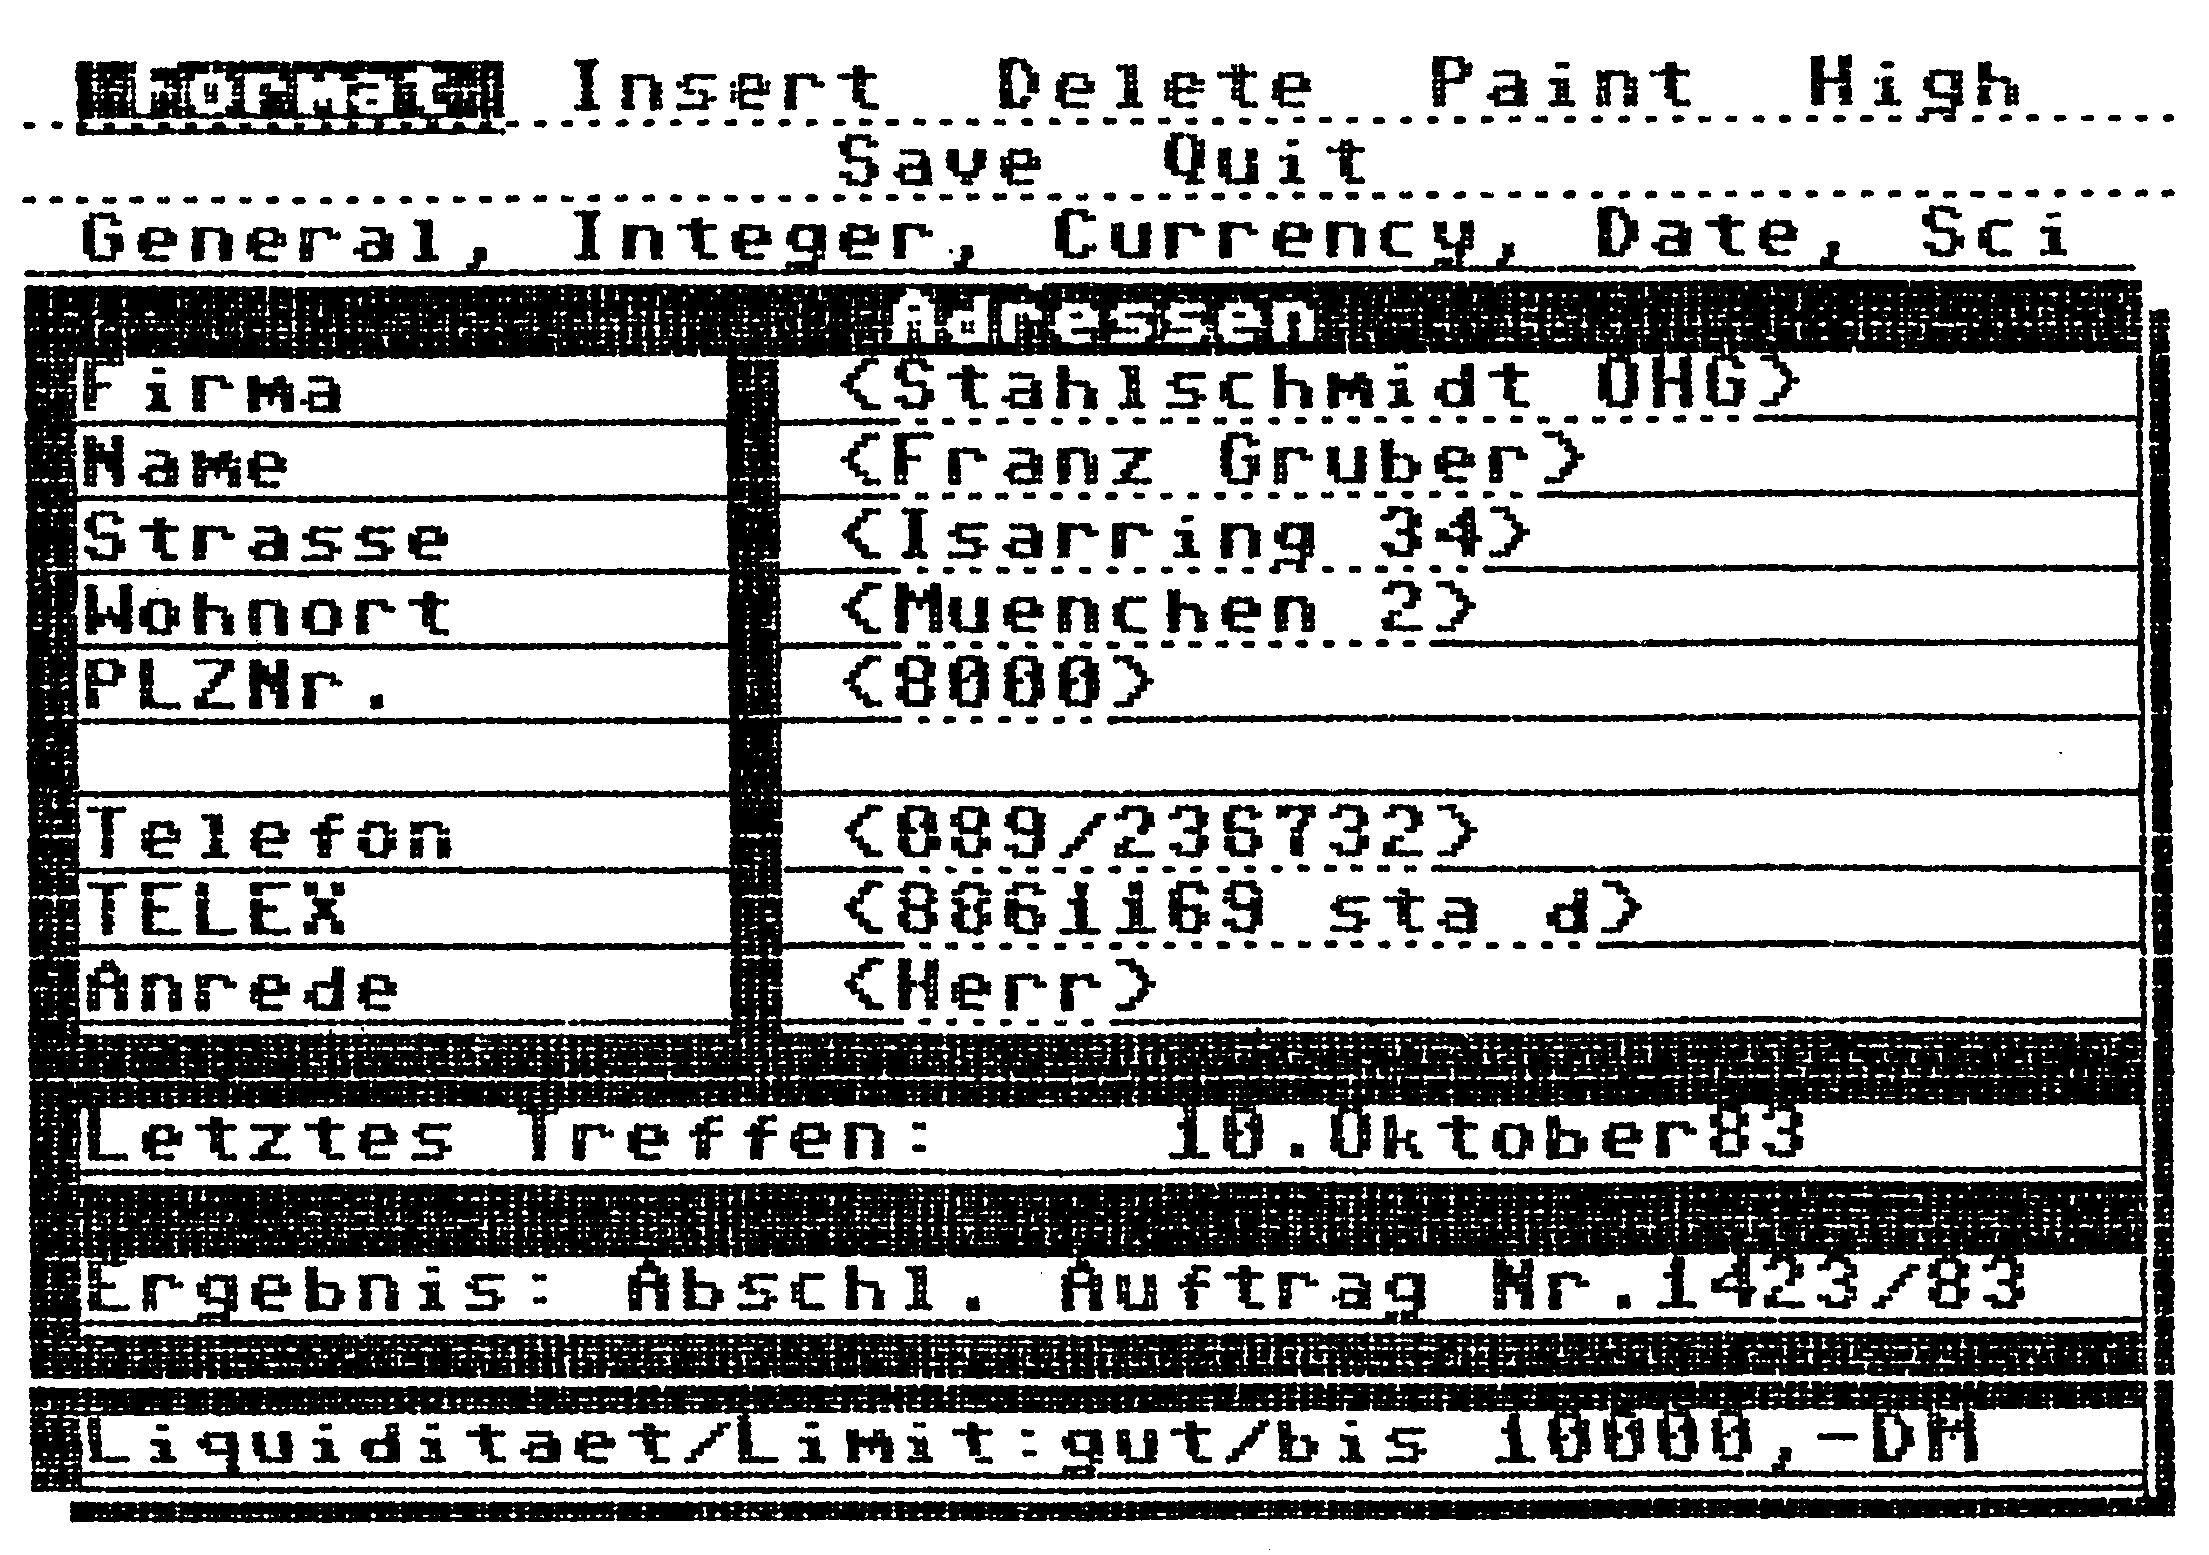 Format Insert Delete Paint High
Save Quit
General, Integer, Currency, Date, Sci
Adressen
Firma <Stahlschmidt OHG>
Name <Franz Gruber>
Strasse <Isarring 34>
Wohnort <Muenchen 2>
PLZNr. <8000>
Telefon <089/236732>
TELEX <8861169 sta d>
Anrede <Herr>
Letztes Treffen: 10.Oktober83
Ergebnis: Abschl. Auftrag Nr.1423/83
Liquiditaet/Limit:gut/bis 10000,-DM